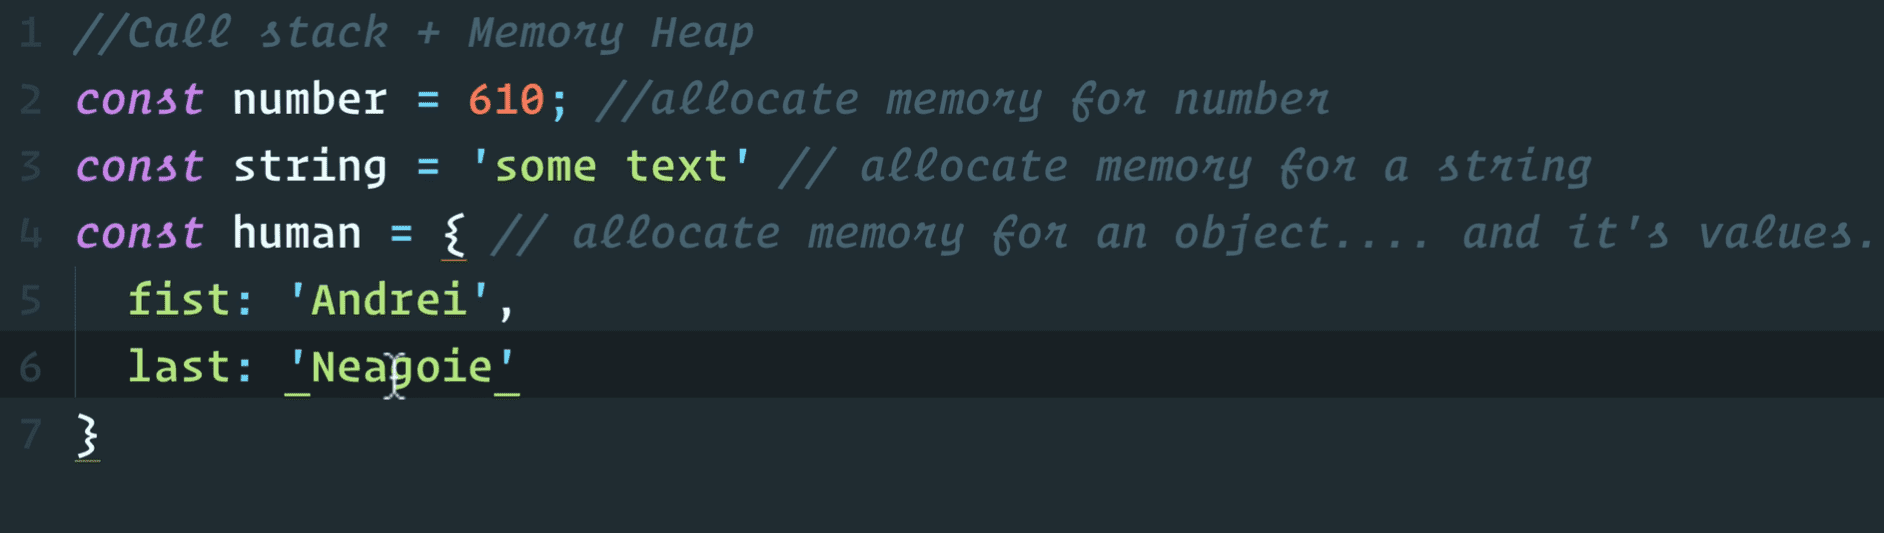 1 //Call stack + Memory Heap
2 const number = 610; //allocate memory for number
3 const string = 'some text' // allocate memory for a string
4 const human = { // allocate memory for an object.... and it's values.
5 fist: 'Andrei',
6 last: 'Neagoie'
7 }